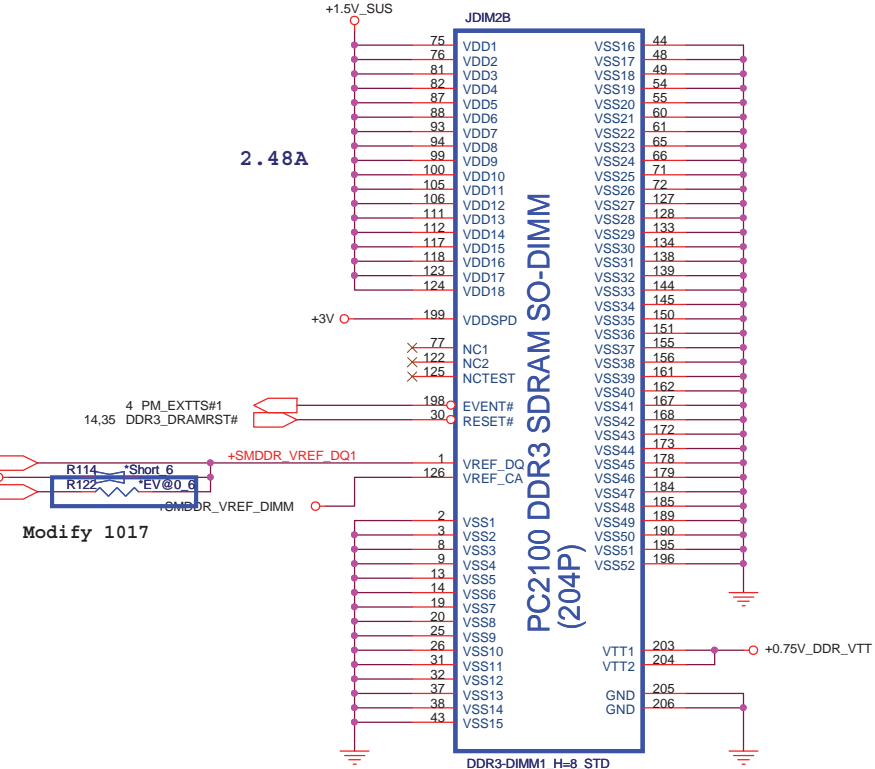 +1.5V_SUS
JDIM2B
75 VDD1 VSS16 44
76 VDD2 VSS17 48
81 VDD3 VSS18 49
82 VDD4 VSS19 54
87 VDD5 VSS20 55
88 VDD6 VSS21 60
93 VDD7 VSS22 61
94 VDD8 VSS23 65
2.48A
99 VDD9 VSS24 66
100 VDD10 VSS25 71
105 VDD11 VSS26 72
106 VDD12 VSS27 127
111 VDD13 VSS28 128
112 VDD14 VSS29 133
117 VDD15 VSS30 134
118 VDD16 VSS31 138
123 VDD17 VSS32 139
124 VDD18 VSS33 144
VSS34 145
+3V 199 VDDSPD VSS35 150
VSS36 151
77 NC1 VSS37 155
122 NC2 VSS38 156
125 NCTEST VSS39 161
VSS40 162
4 PM_EXTTS#1 198 EVENT# VSS41 167
14,35 DDR3_DRAMRST# 30 RESET# VSS42 168
VSS43 172
VSS44 173
+SMDDR_VREF_DQ1 1 VREF_DQ VSS45 178
R114 *Short_6 126 VREF_CA VSS46 179
R122 *EV@0_6 VSS47 184
+SMDDR_VREF_DIMM VSS48 185
2 VSS1 VSS49 189
Modify 1017
3 VSS2 VSS50 190
8 VSS3 VSS51 195
9 VSS4 VSS52 196
13 VSS5
14 VSS6
19 VSS7
20 VSS8
25 VSS9
26 VSS10 VTT1 203 +0.75V_DDR_VTT
31 VSS11 VTT2 204
32 VSS12
37 VSS13 GND 205
38 VSS14 GND 206
43 VSS15
PC2100 DDR3 SDRAM SO-DIMM
(204P)
DDR3-DIMM1_H=8_STD